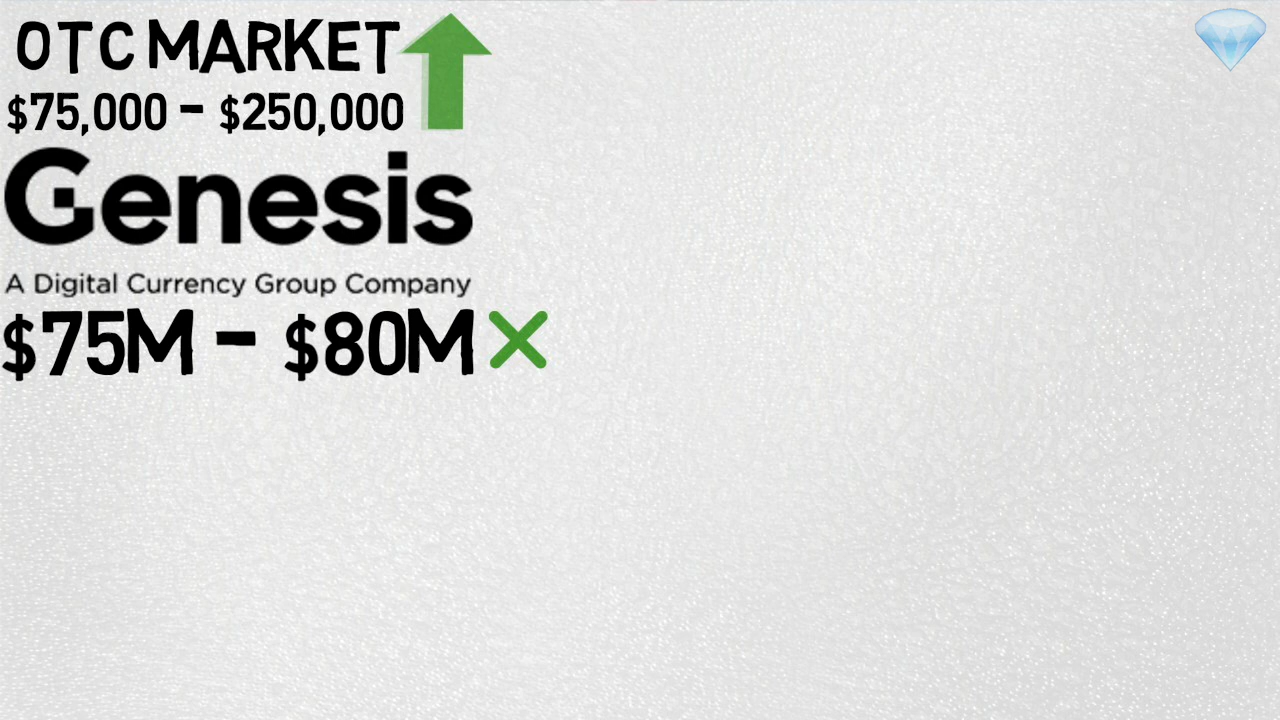 OTC MARKET
$75,000 - $250,000
Genesis
A Digital Currency Group Company
$75M - $80M